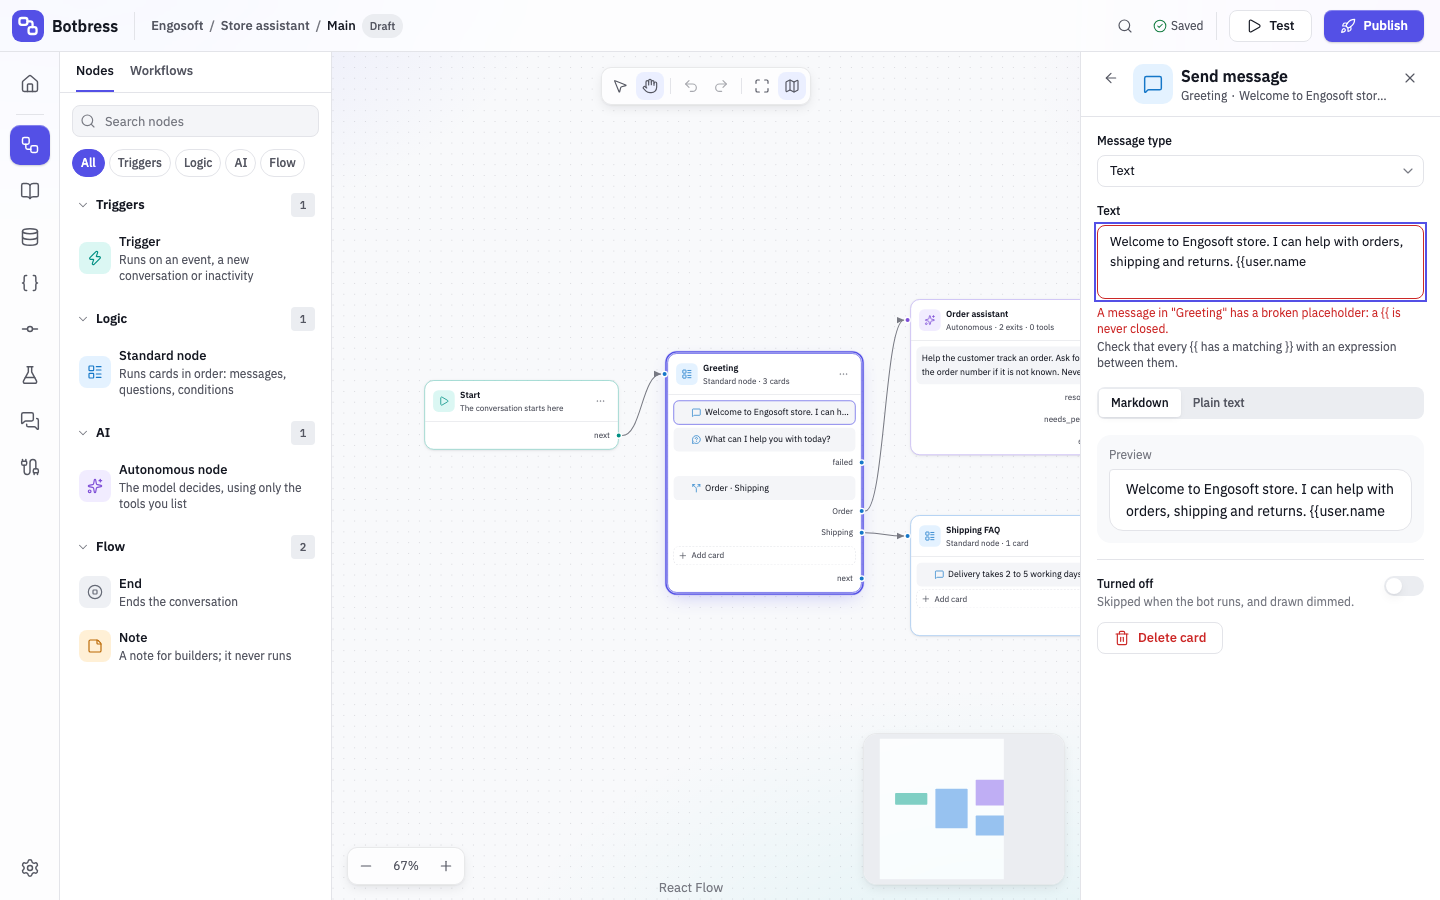 Botbress
Engosoft / Store assistant / Main Draft
Saved
Test
Publish
Nodes
Workflows
Search nodes
All
Triggers
Logic
AI
Flow
Triggers 1
Trigger
Runs on an event, a new
conversation or inactivity
Logic 1
Standard node
Runs cards in order: messages,
questions, conditions
AI 1
Autonomous node
The model decides, using only the
tools you list
Flow 2
End
Ends the conversation
Note
A note for builders; it never runs
Start
The conversation starts here
next
Greeting
Standard node · 3 cards
Welcome to Engosoft store. I can h...
What can I help you with today?
failed
Order · Shipping
Order
Shipping
+ Add card
next
Order assistant
Autonomous · 2 exits · 0 tools
Help the customer track an order. Ask fo
the order number if it is not known. Neve
reso
needs_pe
Shipping FAQ
Standard node · 1 card
Delivery takes 2 to 5 working days
+ Add card
67%
React Flow
Send message
Greeting · Welcome to Engosoft stor...
Message type
Text
Text
Welcome to Engosoft store. I can help with orders,
shipping and returns. {{user.name
A message in "Greeting" has a broken placeholder: a {{ is
never closed.
Check that every {{ has a matching }} with an expression
between them.
Markdown
Plain text
Preview
Welcome to Engosoft store. I can help with
orders, shipping and returns. {{user.name
Turned off
Skipped when the bot runs, and drawn dimmed.
Delete card